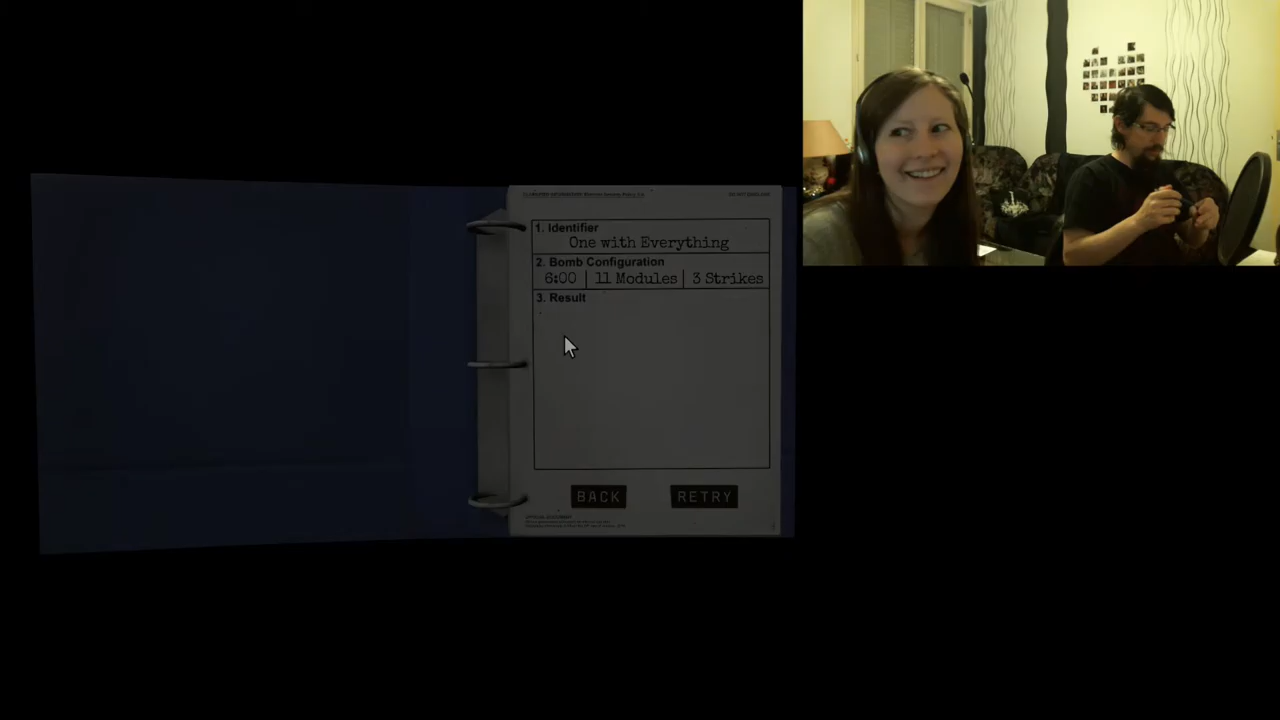 1. Identifier
One with Everything
2. Bomb Configuration
6:00 | 11 Modules | 3 Strikes
3. Result
BACK
RETRY